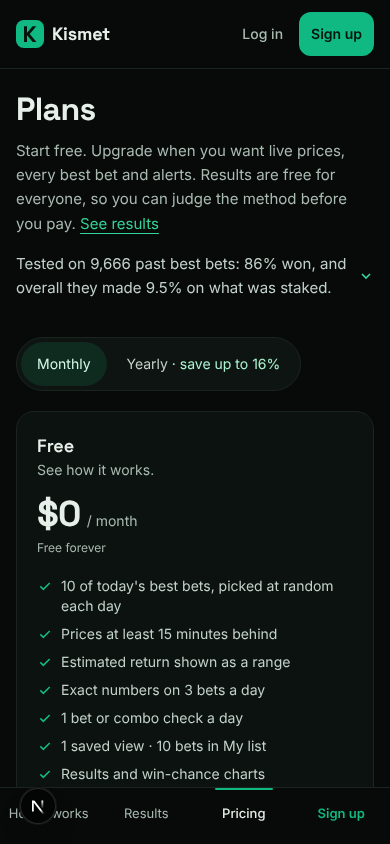 K Kismet Log in Sign up
Plans
Start free. Upgrade when you want live prices,
every best bet and alerts. Results are free for
everyone, so you can judge the method before
you pay. See results
Tested on 9,666 past best bets: 86% won, and
overall they made 9.5% on what was staked.
Monthly Yearly · save up to 16%
Free
See how it works.
$0 / month
Free forever
10 of today's best bets, picked at random
each day
Prices at least 15 minutes behind
Estimated return shown as a range
Exact numbers on 3 bets a day
1 bet or combo check a day
1 saved view · 10 bets in My list
Results and win-chance charts
N works Results Pricing Sign up